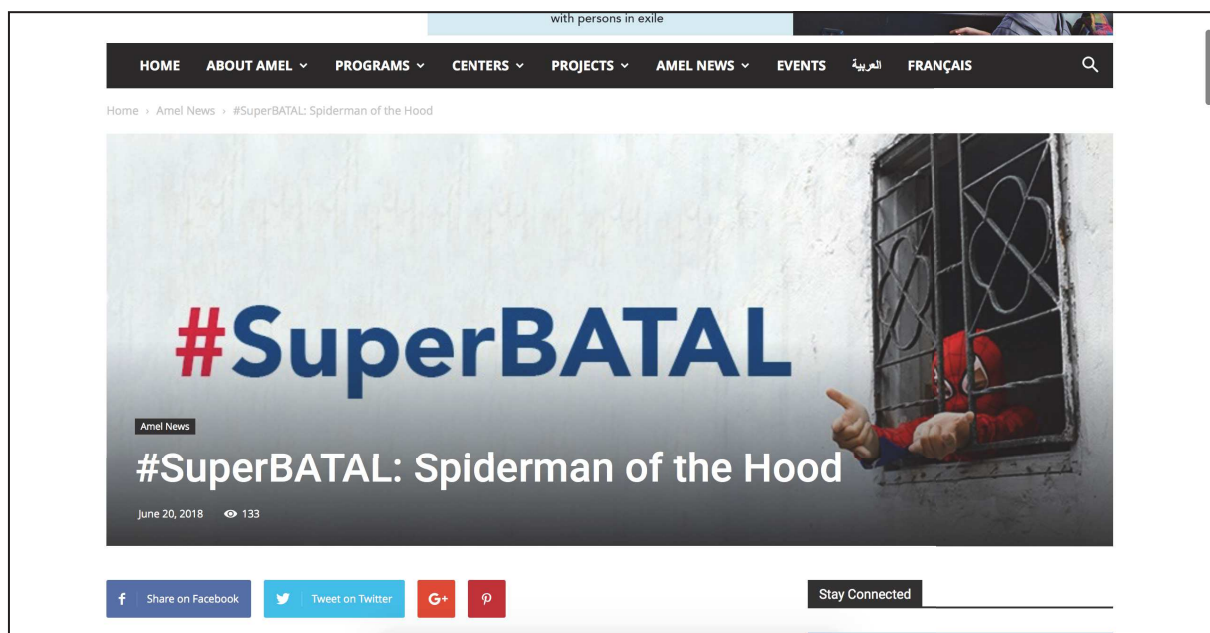 with persons in exile
HOME ABOUT AMEL PROGRAMS CENTERS PROJECTS AMEL NEWS EVENTS العربية FRANÇAIS
Home › Amel News › #SuperBATAL: Spiderman of the Hood
#SuperBATAL
Amel News
#SuperBATAL: Spiderman of the Hood
June 20, 2018 133
f Share on Facebook Tweet on Twitter G+
Stay Connected